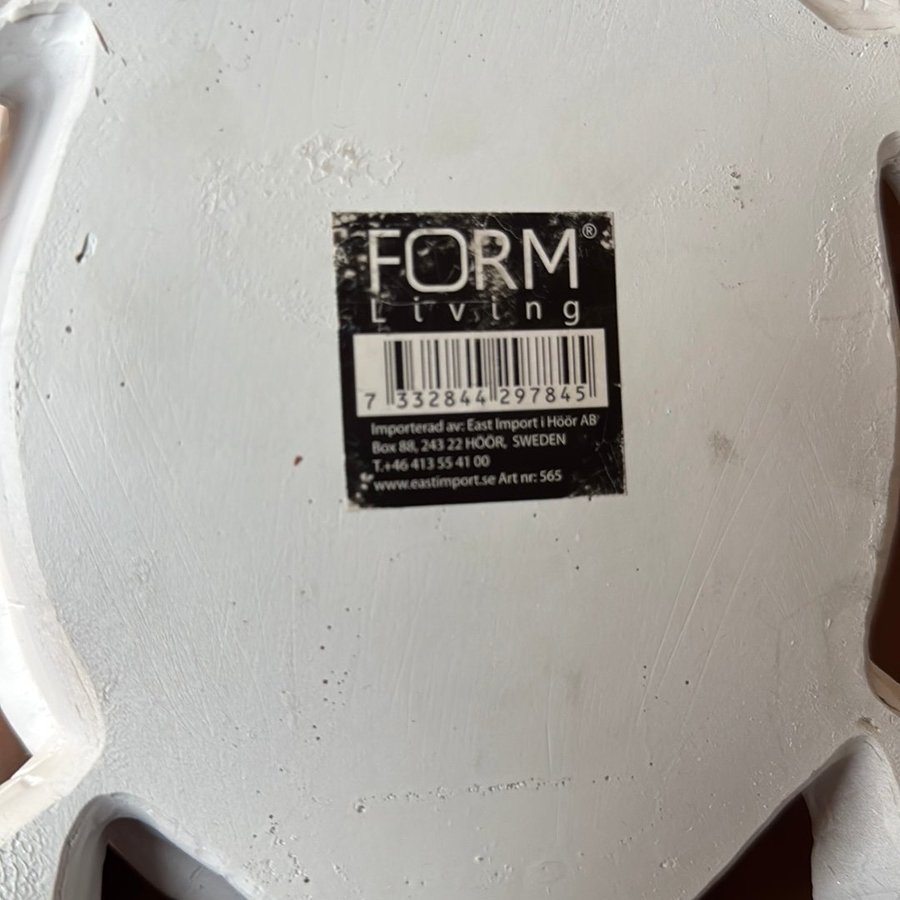 FORM®
Living
7 332844 297845
Importerad av: East Import i Höör AB
Box 88, 243 22 HÖÖR, SWEDEN
T.+46 413 55 41 00
www.eastimport.se Art nr: 565